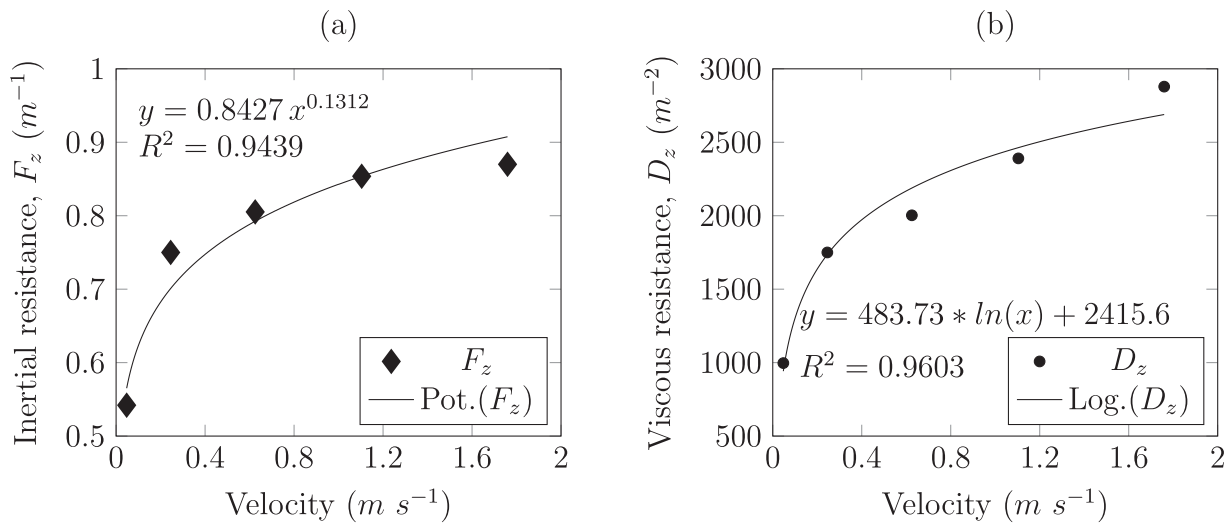 (a)
Inertial resistance, F_z (m^{-1})
1
0.9
0.8
0.7
0.6
0.5
y = 0.8427 x^{0.1312}
R^2 = 0.9439
F_z
Pot.(F_z)
0 0.4 0.8 1.2 1.6 2
Velocity (m s^{-1})
(b)
Viscous resistance, D_z (m^{-2})
3000
2500
2000
1500
1000
500
y = 483.73 * ln(x) + 2415.6
R^2 = 0.9603
D_z
Log.(D_z)
0 0.4 0.8 1.2 1.6 2
Velocity (m s^{-1})